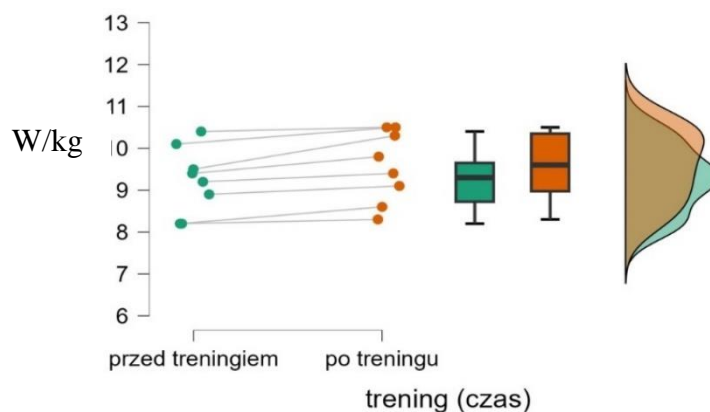 13
12
11
W/kg
10
9
8
7
6
przed treningiem po treningu
trening (czas)